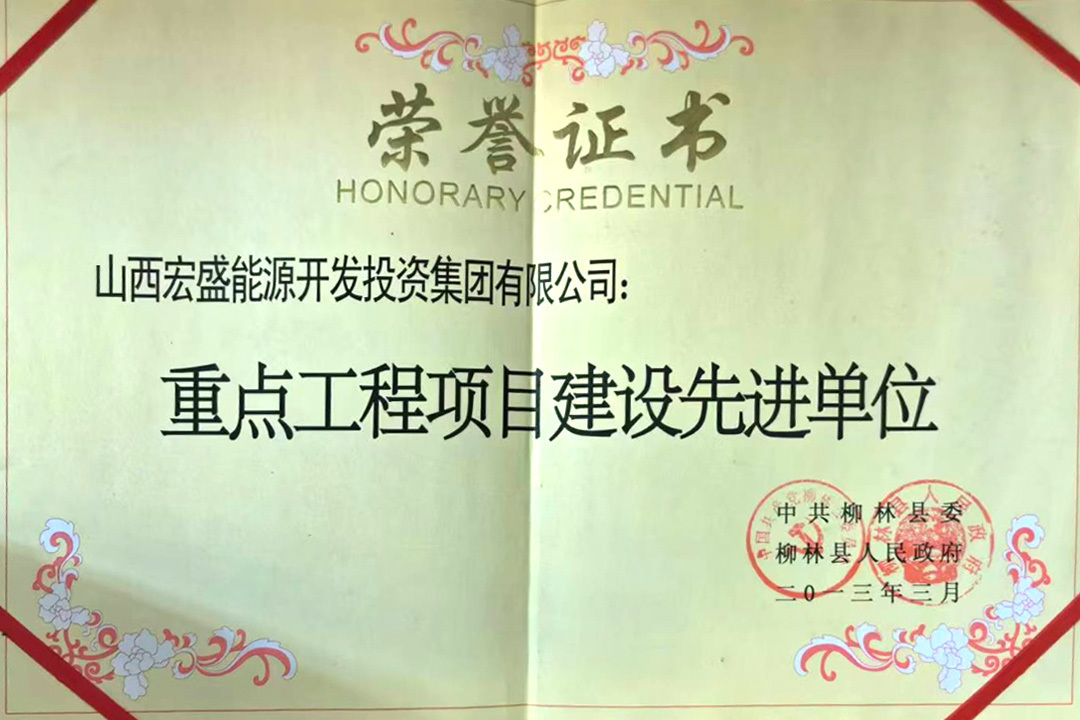 荣誉证书
HONORARY CREDENTIAL
山西宏盛能源开发投资集团有限公司:
重点工程项目建设先进单位
中共柳林县委
柳林县人民政府
二0一三年三月